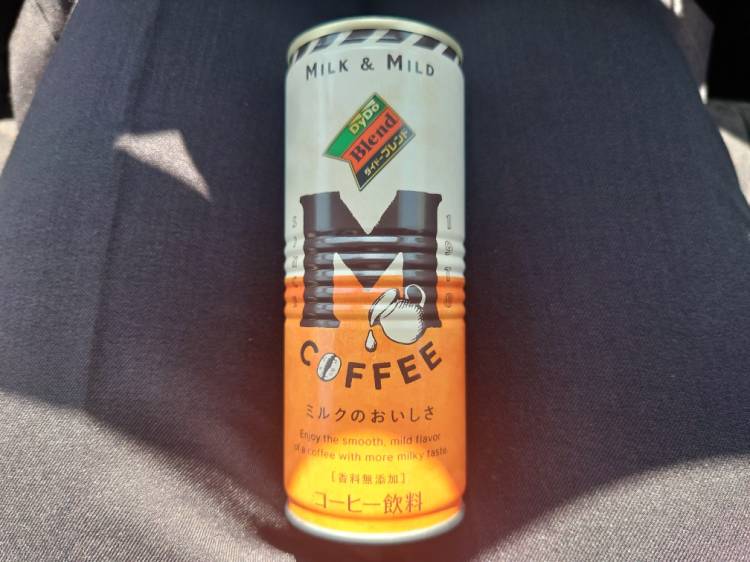 MILK & MILD
DyDo
Blend
ダイドーブレンド
M
COFFEE
ミルクのおいしさ
Enjoy the smooth, mild flavor
of a coffee with more milky taste.
[香料無添加]
コーヒー飲料